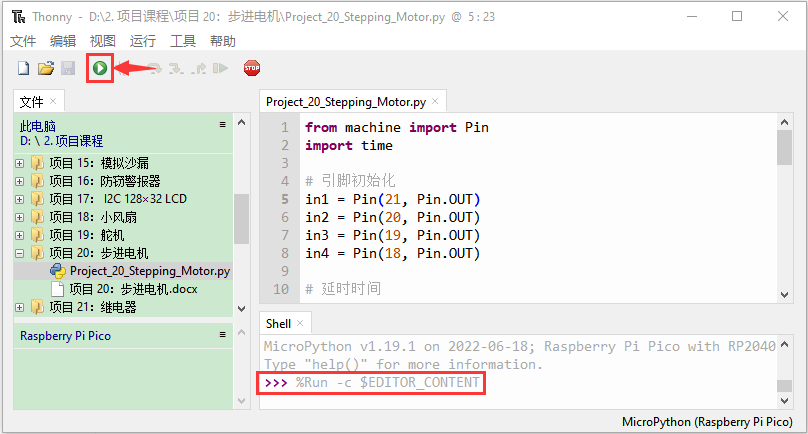 Thonny - D:\2. 项目课程\项目 20：步进电机\Project_20_Stepping_Motor.py @ 5 : 23
文件 编辑 视图 运行 工具 帮助
STOP
文件 ×
此电脑
D: \ 2. 项目课程
项目 15：模拟沙漏
项目 16：防窃警报器
项目 17： I2C 128×32 LCD
项目 18：小风扇
项目 19：舵机
项目 20：步进电机
Project_20_Stepping_Motor.py
项目 20：步进电机.docx
项目 21：继电器
Raspberry Pi Pico
Project_20_Stepping_Motor.py ×
1 from machine import Pin
2 import time
3
4 # 引脚初始化
5 in1 = Pin(21, Pin.OUT)
6 in2 = Pin(20, Pin.OUT)
7 in3 = Pin(19, Pin.OUT)
8 in4 = Pin(18, Pin.OUT)
9
10 # 延时时间
Shell ×
MicroPython v1.19.1 on 2022-06-18; Raspberry Pi Pico with RP2040
Type "help()" for more information.
>>> %Run -c $EDITOR_CONTENT
MicroPython (Raspberry Pi Pico)